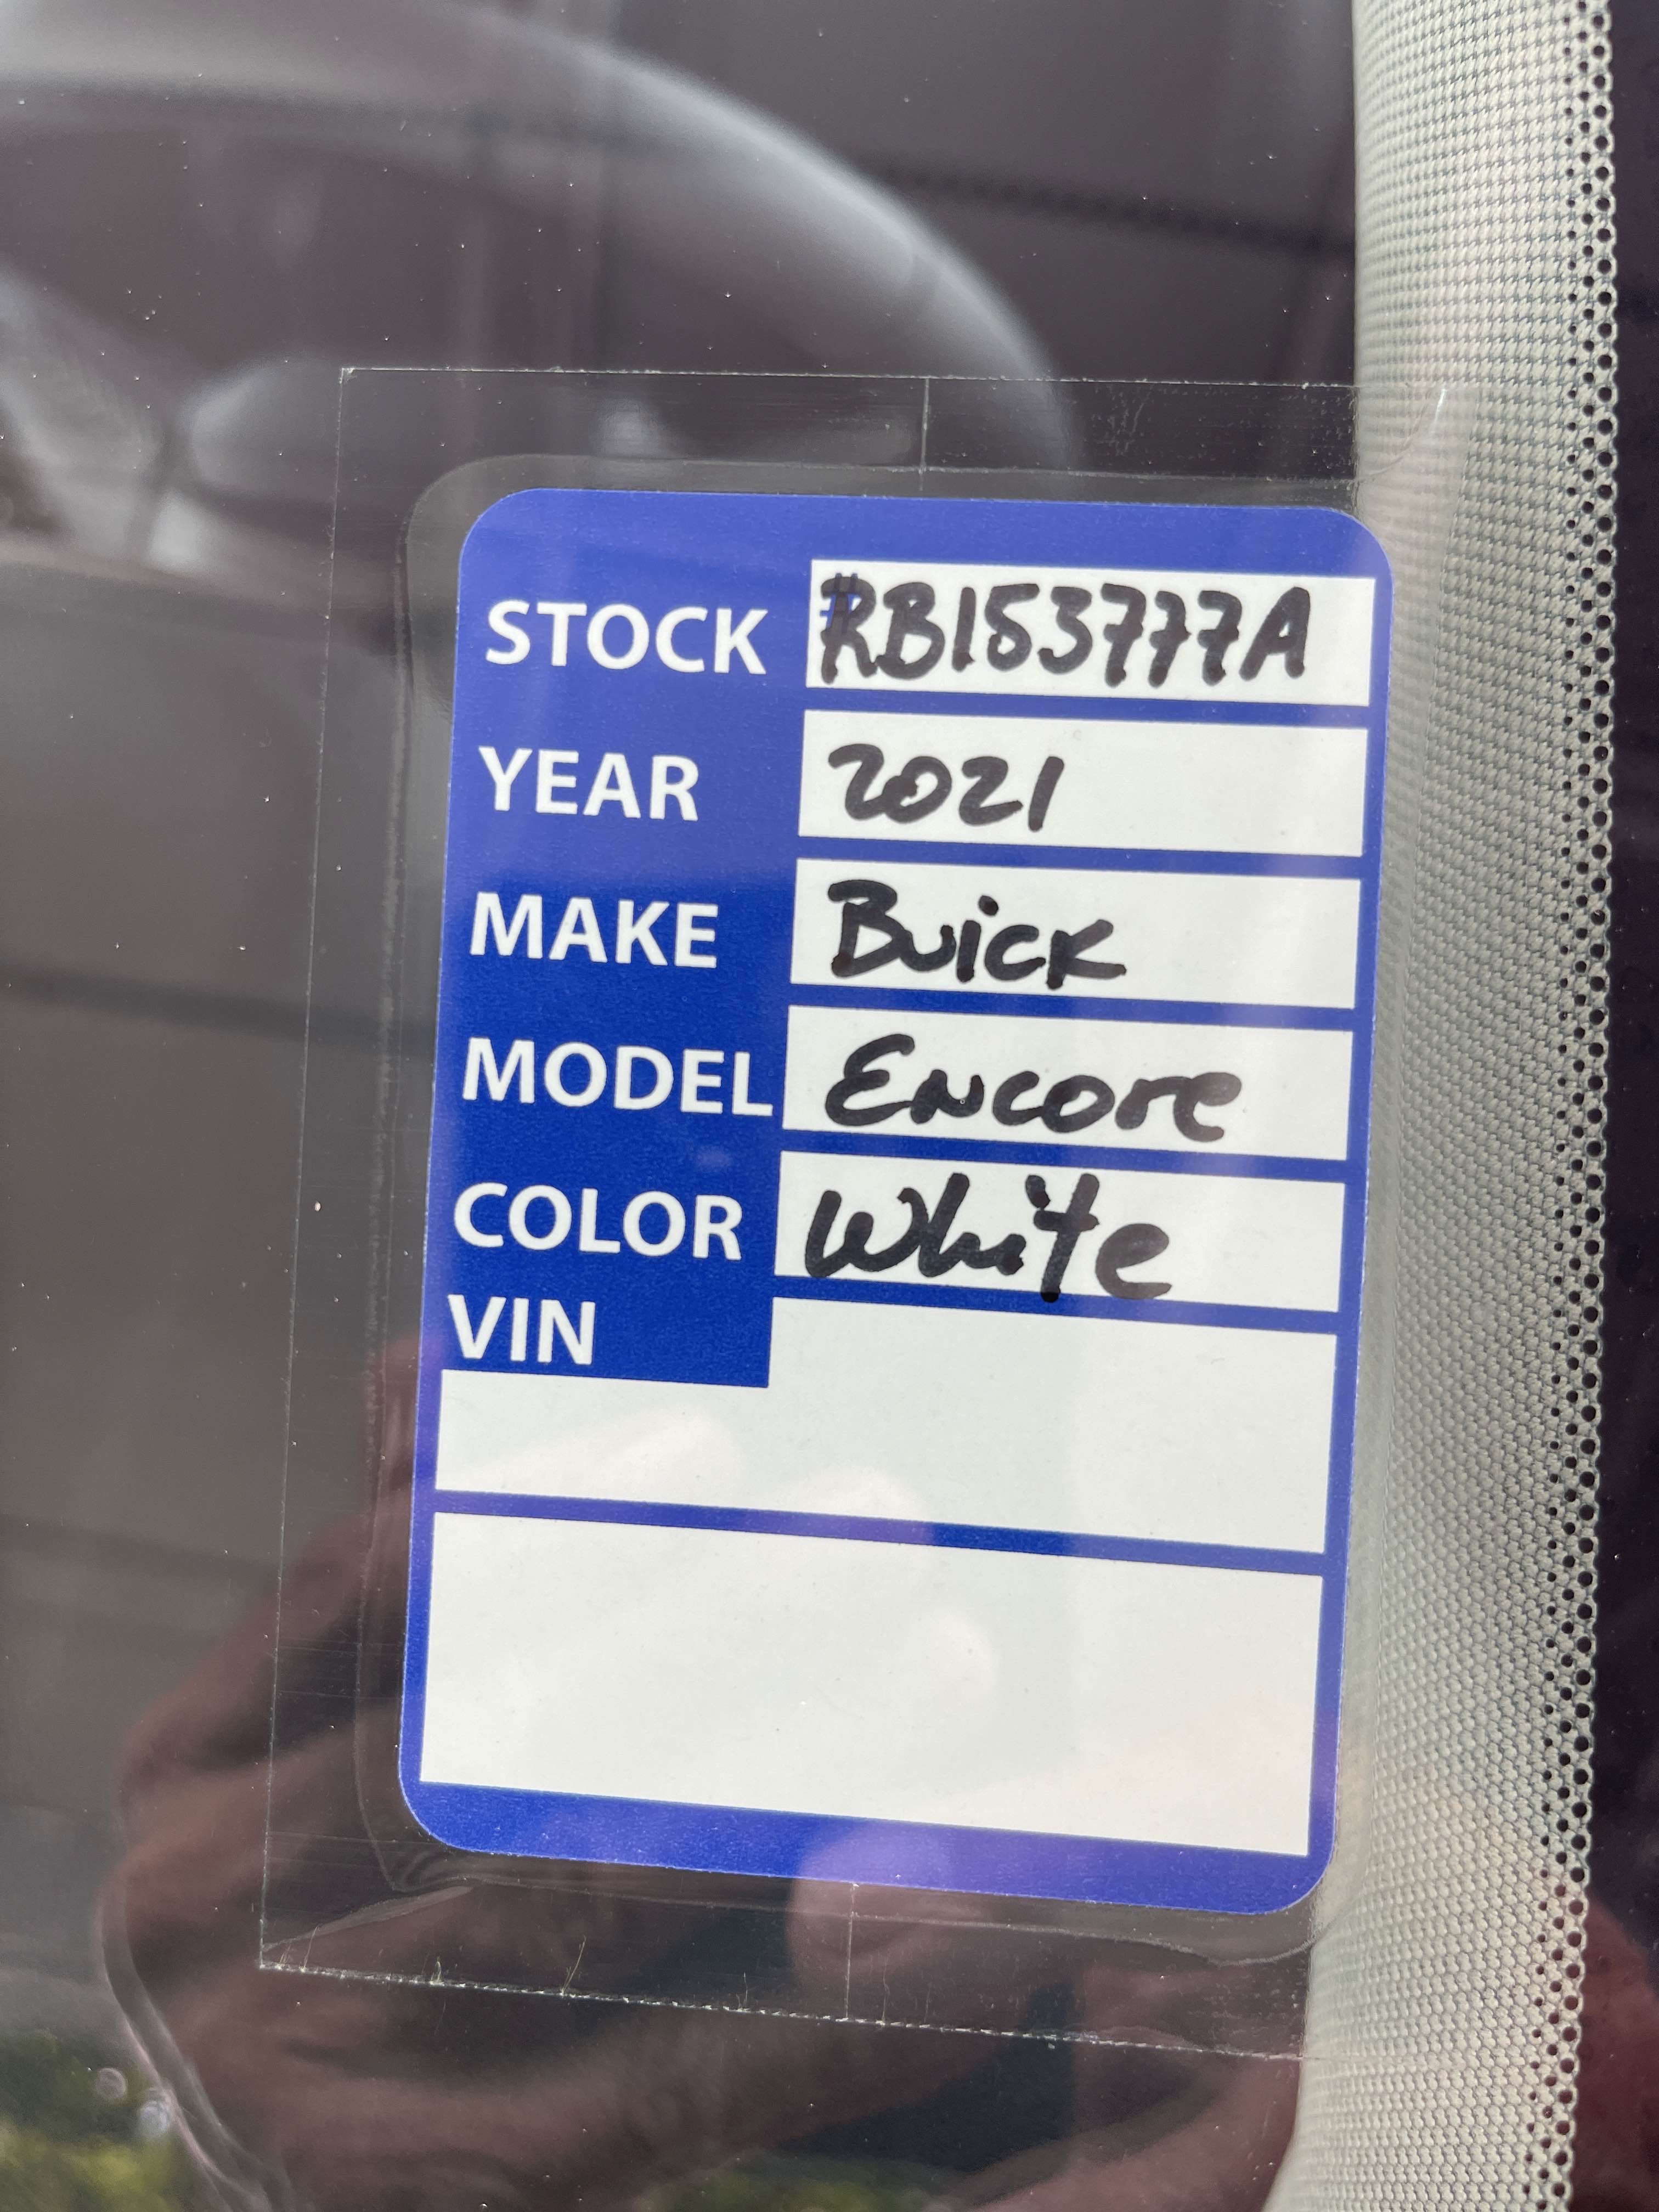 STOCK #RB153777A
YEAR 2021
MAKE Buick
MODEL Encore
COLOR White
VIN